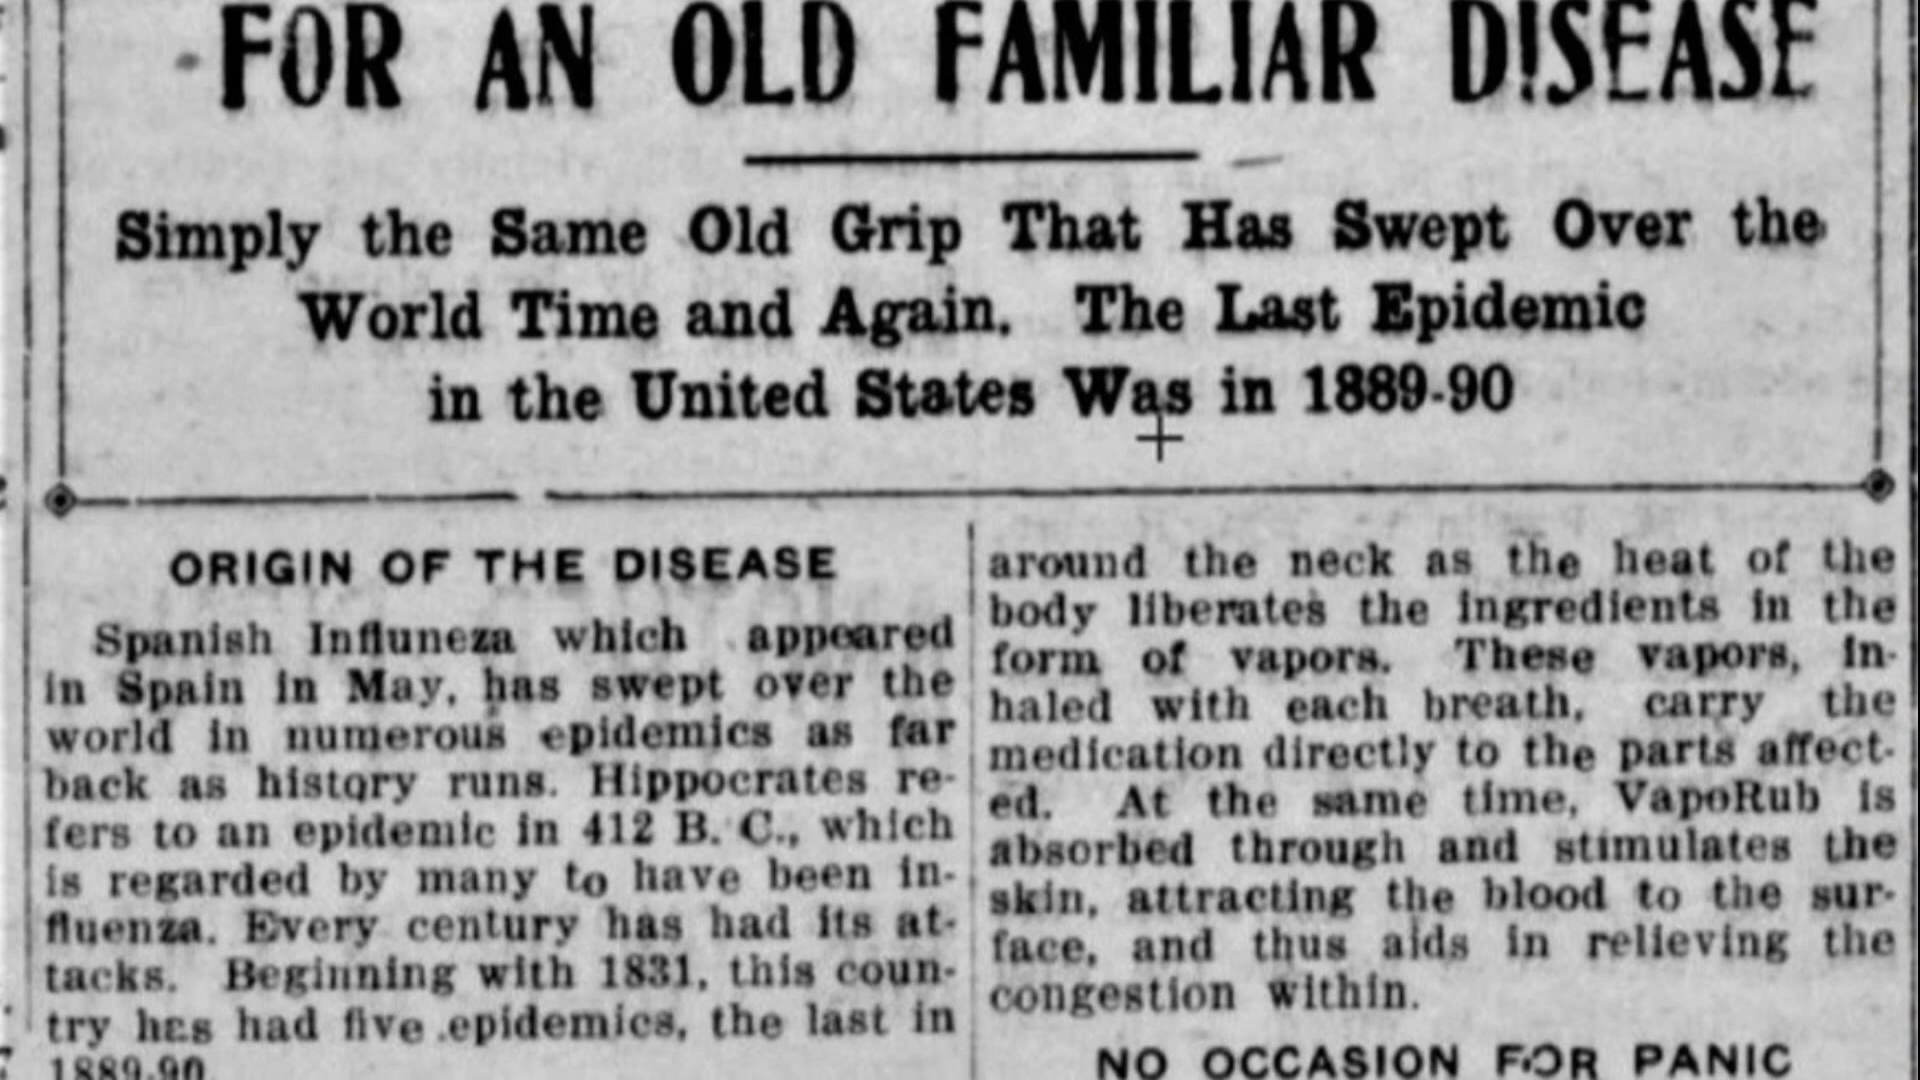 FOR AN OLD FAMILIAR DISEASE
Simply the Same Old Grip That Has Swept Over the
World Time and Again. The Last Epidemic
in the United States Was in 1889-90
ORIGIN OF THE DISEASE
Spanish Influneza which appeared
in Spain in May, has swept over the
world in numerous epidemics as far
back as history runs. Hippocrates re-
fers to an epidemic in 412 B. C., which
is regarded by many to have been in-
fluenza. Every century has had its at-
tacks. Beginning with 1831, this coun-
try has had five epidemics, the last in
1889-90.
around the neck as the heat of the
body liberates the ingredients in the
form of vapors. These vapors, in-
haled with each breath, carry the
medication directly to the parts affect-
ed. At the same time, VapoRub is
absorbed through and stimulates the
skin, attracting the blood to the sur-
face, and thus aids in relieving the
congestion within.
NO OCCASION FOR PANIC